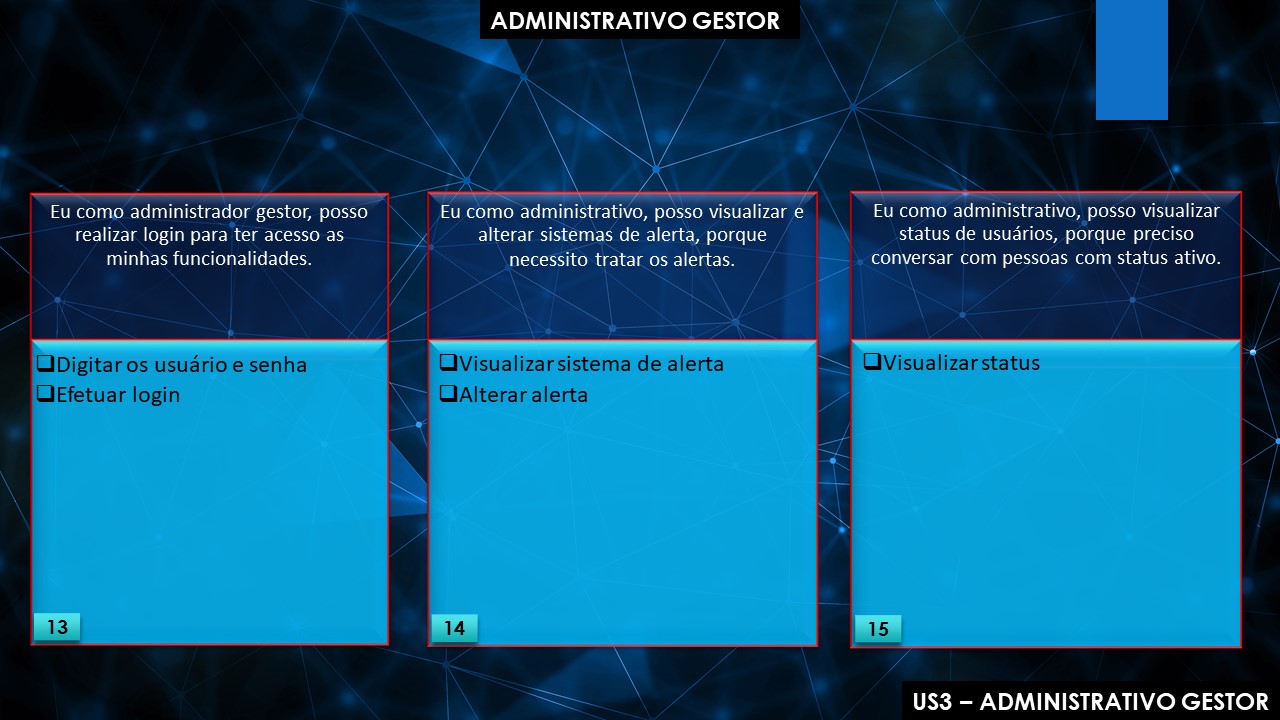 ADMINISTRATIVO GESTOR
Eu como administrador gestor, posso
realizar login para ter acesso as
minhas funcionalidades.
❑Digitar os usuário e senha
❑Efetuar login
13
Eu como administrativo, posso visualizar e
alterar sistemas de alerta, porque
necessito tratar os alertas.
❑Visualizar sistema de alerta
❑Alterar alerta
14
Eu como administrativo, posso visualizar
status de usuários, porque preciso
conversar com pessoas com status ativo.
❑Visualizar status
15
US3 – ADMINISTRATIVO GESTOR